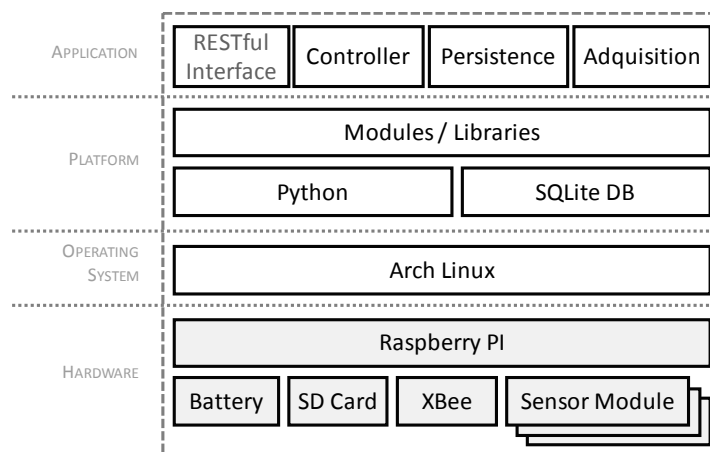 APPLICATION
RESTful
Interface
Controller
Persistence
Adquisition
PLATFORM
Modules / Libraries
Python
SQLite DB
OPERATING
SYSTEM
Arch Linux
HARDWARE
Raspberry PI
Battery
SD Card
XBee
Sensor Module